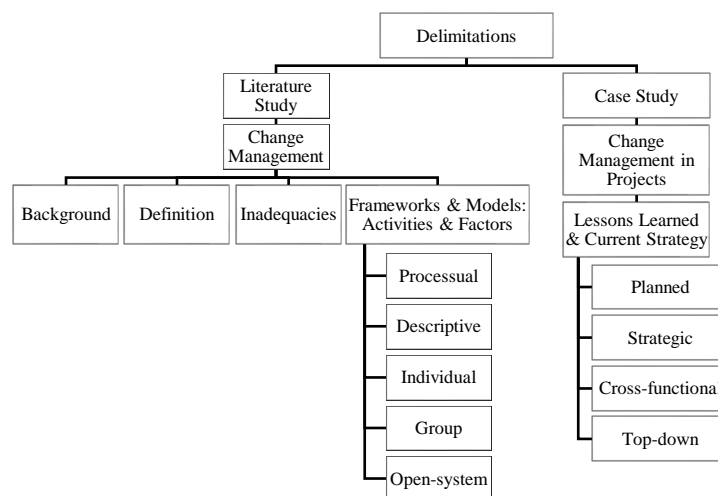 Delimitations
Literature
Study
Case Study
Change
Management
Change
Management in
Projects
Background
Definition
Inadequacies
Frameworks & Models:
Activities & Factors
Lessons Learned
& Current Strategy
Processual
Descriptive
Individual
Group
Open-system
Planned
Strategic
Cross-functional
Top-down